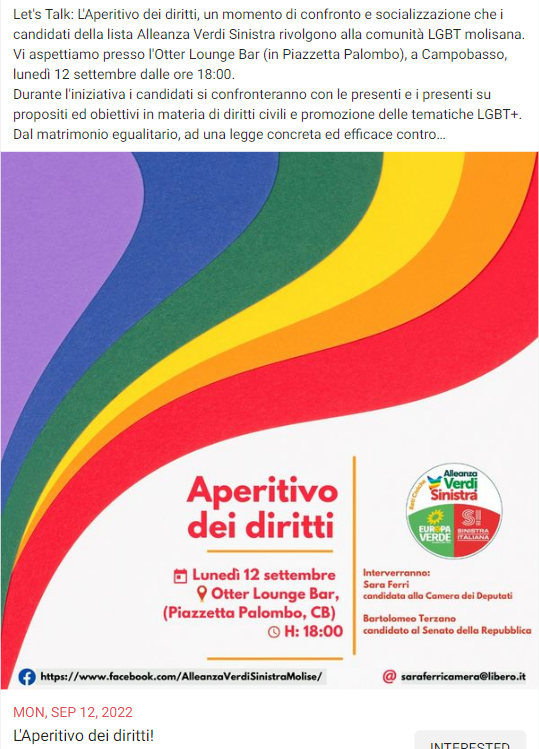 Let's Talk: L'Aperitivo dei diritti, un momento di confronto e socializzazione che i
candidati della lista Alleanza Verdi Sinistra rivolgono alla comunità LGBT molisana.
Vi aspettiamo presso l'Otter Lounge Bar (in Piazzetta Palombo), a Campobasso,
lunedì 12 settembre dalle ore 18:00.
Durante l'iniziativa i candidati si confronteranno con le presenti e i presenti su
propositi ed obiettivi in materia di diritti civili e promozione delle tematiche LGBT+.
Dal matrimonio egualitario, ad una legge concreta ed efficace contro…
Aperitivo
dei diritti
Lunedì 12 settembre
Otter Lounge Bar,
(Piazzetta Palombo, CB)
H: 18:00
Reti Civiche
Alleanza
Verdi
Sinistra
EUROPA
VERDE
S!
SINISTRA
ITALIANA
Interverranno:
Sara Ferri
candidata alla Camera dei Deputati
Bartolomeo Terzano
candidato al Senato della Repubblica
https://www.facebook.com/AlleanzaVerdiSinistraMolise/
@ saraferricamera@libero.it
MON, SEP 12, 2022
L'Aperitivo dei diritti!
INTERESTED